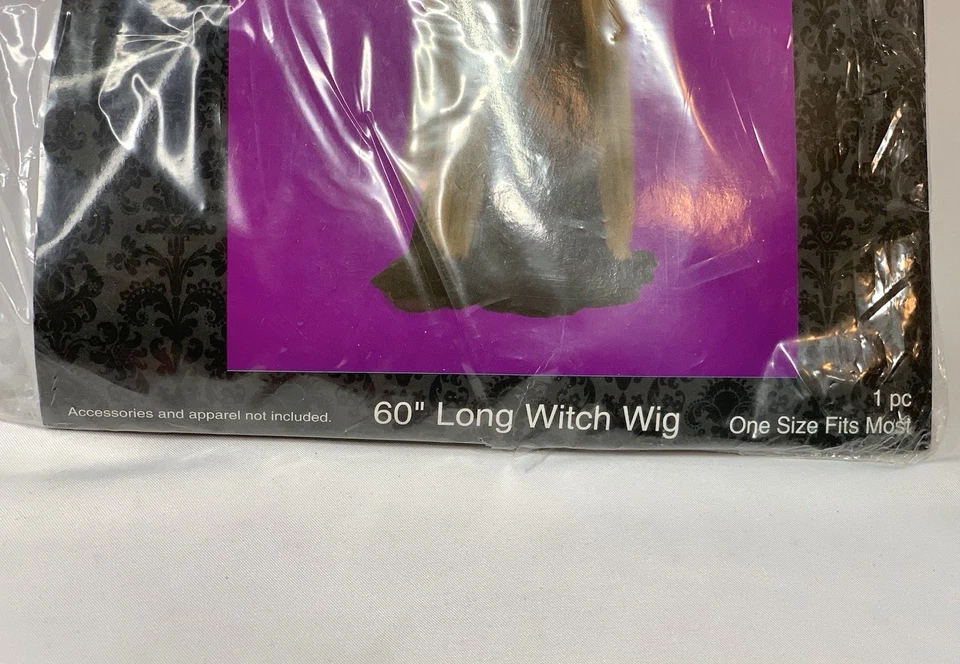 Accessories and apparel not included.
60" Long Witch Wig
1 pc
One Size Fits Most